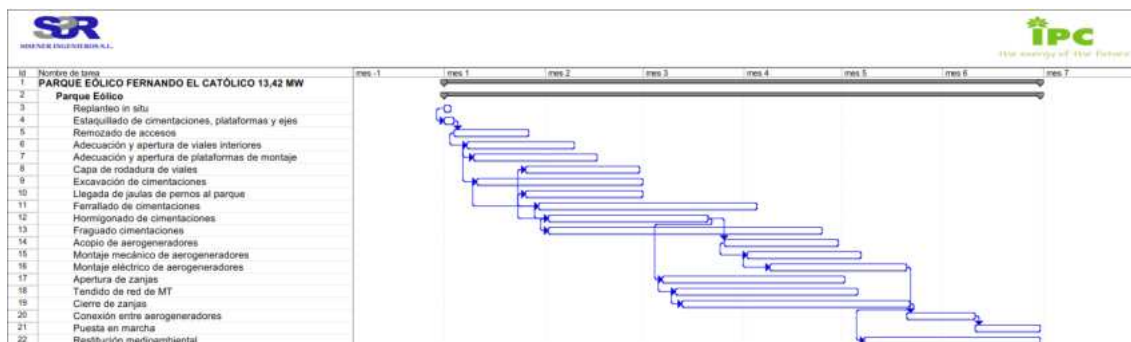 SaR
SISENER INGENIEROS S.L.
IPC
the energy of the future
Id Nombre de tarea mes -1 mes 1 mes 2 mes 3 mes 4 mes 5 mes 6 mes 7
1 PARQUE EÓLICO FERNANDO EL CATÓLICO 13,42 MW
2 Parque Eólico
3 Replanteo in situ
4 Estaquillado de cimentaciones, plataformas y ejes
5 Remozado de accesos
6 Adecuación y apertura de viales interiores
7 Adecuación y apertura de plataformas de montaje
8 Capa de rodadura de viales
9 Excavación de cimentaciones
10 Llegada de jaulas de pernos al parque
11 Ferrallado de cimentaciones
12 Hormigonado de cimentaciones
13 Fraguado cimentaciones
14 Acopio de aerogeneradores
15 Montaje mecánico de aerogeneradores
16 Montaje eléctrico de aerogeneradores
17 Apertura de zanjas
18 Tendido de red de MT
19 Cierre de zanjas
20 Conexión entre aerogeneradores
21 Puesta en marcha
22 Restitución medioambiental